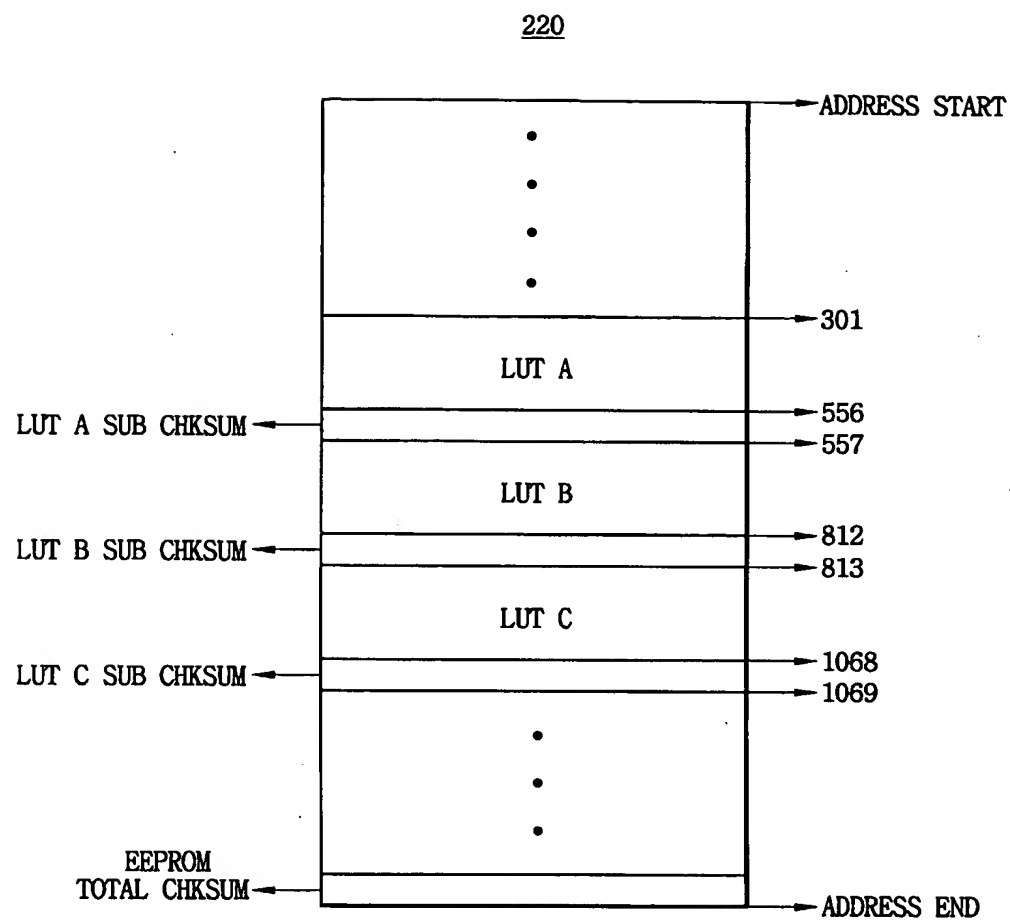 220
ADDRESS START
301
LUT A
556
LUT A SUB CHKSUM
557
LUT B
812
LUT B SUB CHKSUM
813
LUT C
1068
LUT C SUB CHKSUM
1069
EEPROM
TOTAL CHKSUM
ADDRESS END